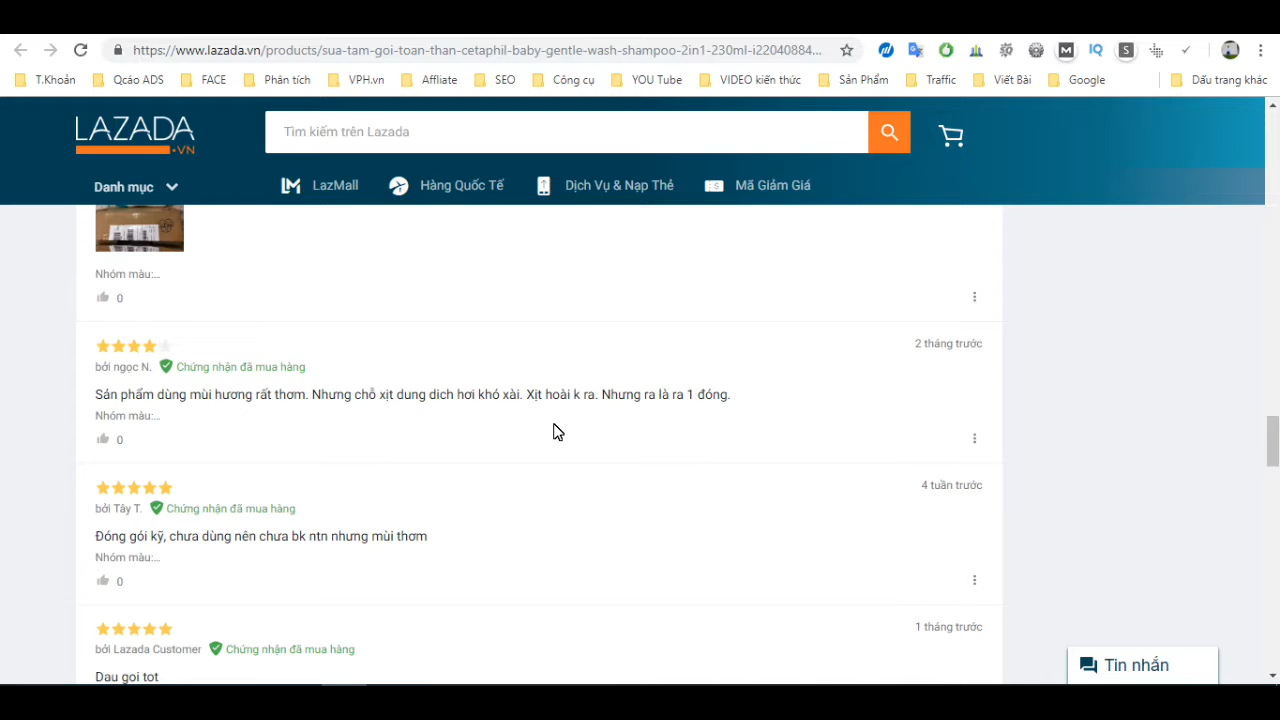 https://www.lazada.vn/products/sua-tam-goi-toan-than-cetaphil-baby-gentle-wash-shampoo-2in1-230ml-i22040884...
T.Khoản Qcáo ADS FACE Phân tích VPH.vn Affliate SEO Công cụ YOU Tube VIDEO kiến thức Sản Phẩm Traffic Viết Bài Google Dấu trang khác
LAZADA
.VN
Tìm kiếm trên Lazada
Danh mục LazMall Hàng Quốc Tế Dịch Vụ & Nạp Thẻ Mã Giảm Giá
Nhóm màu:...
0
2 tháng trước
bởi ngọc N. Chứng nhận đã mua hàng
Sản phẩm dùng mùi hương rất thơm. Nhưng chỗ xịt dung dich hơi khó xài. Xịt hoài k ra. Nhưng ra là ra 1 đóng.
Nhóm màu:...
0
4 tuần trước
bởi Tây T. Chứng nhận đã mua hàng
Đóng gói kỹ, chưa dùng nên chưa bk ntn nhưng mùi thơm
Nhóm màu:...
0
1 tháng trước
bởi Lazada Customer Chứng nhận đã mua hàng
Dau goi tot
Tin nhắn